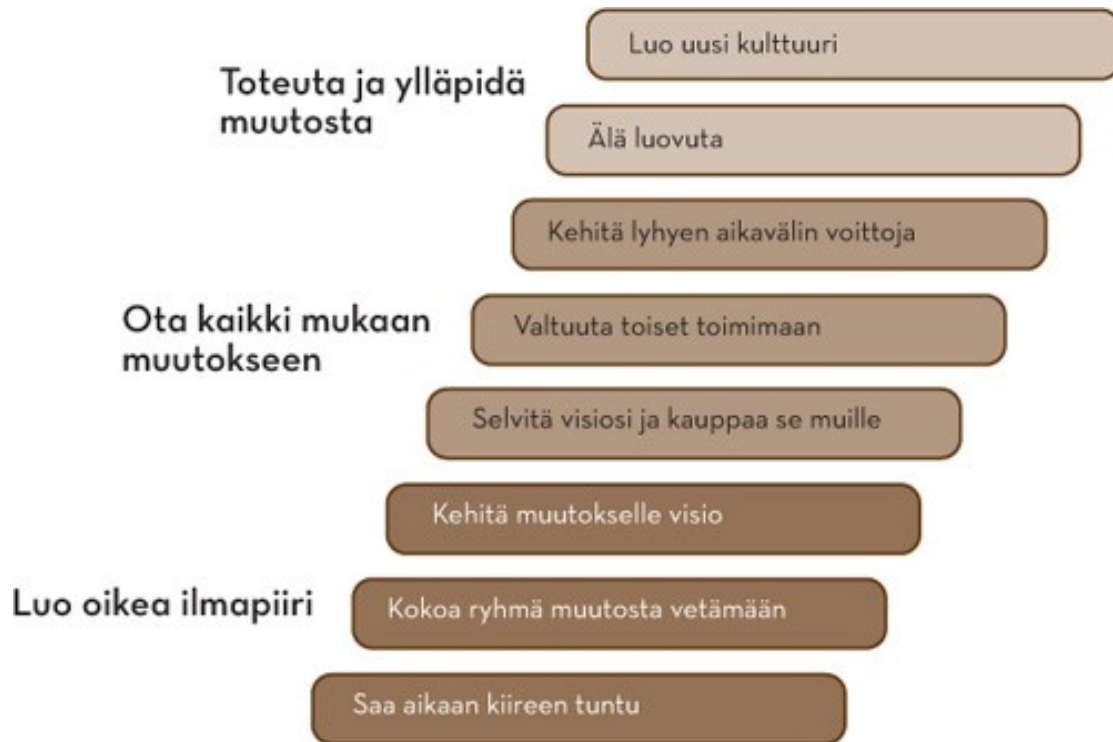 Luo uusi kulttuuri
Toteuta ja ylläpidä
muutosta
Älä luovuta
Kehitä lyhyen aikavälin voittoja
Ota kaikki mukaan
muutokseen
Valtuuta toiset toimimaan
Selvitä visiosi ja kauppaa se muille
Kehitä muutokselle visio
Luo oikea ilmapiiri
Kokoa ryhmä muutosta vetämään
Saa aikaan kiireen tuntu